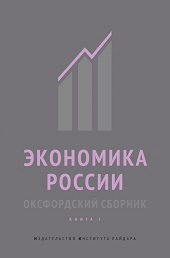 ЭКОНОМИКА
РОССИИ
ОКСФОРДСКИЙ СБОРНИК
КНИГА I
ИЗДАТЕЛЬСТВО ИНСТИТУТА ГАЙДАРА